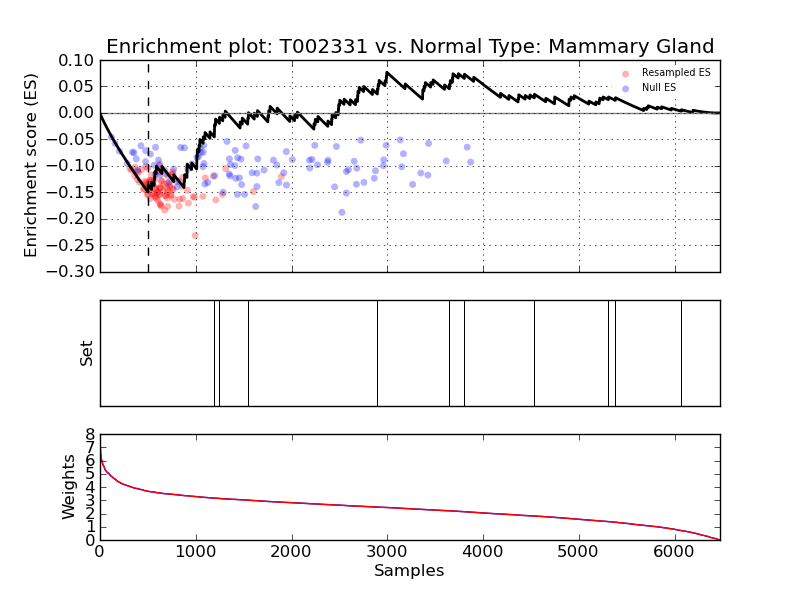 Enrichment plot: T002331 vs. Normal Type: Mammary Gland
Enrichment score (ES)
0.10
0.05
0.00
−0.05
−0.10
−0.15
−0.20
−0.25
−0.30
Resampled ES
Null ES
Set
Weights
8
7
6
5
4
3
2
1
0
0 1000 2000 3000 4000 5000 6000
Samples